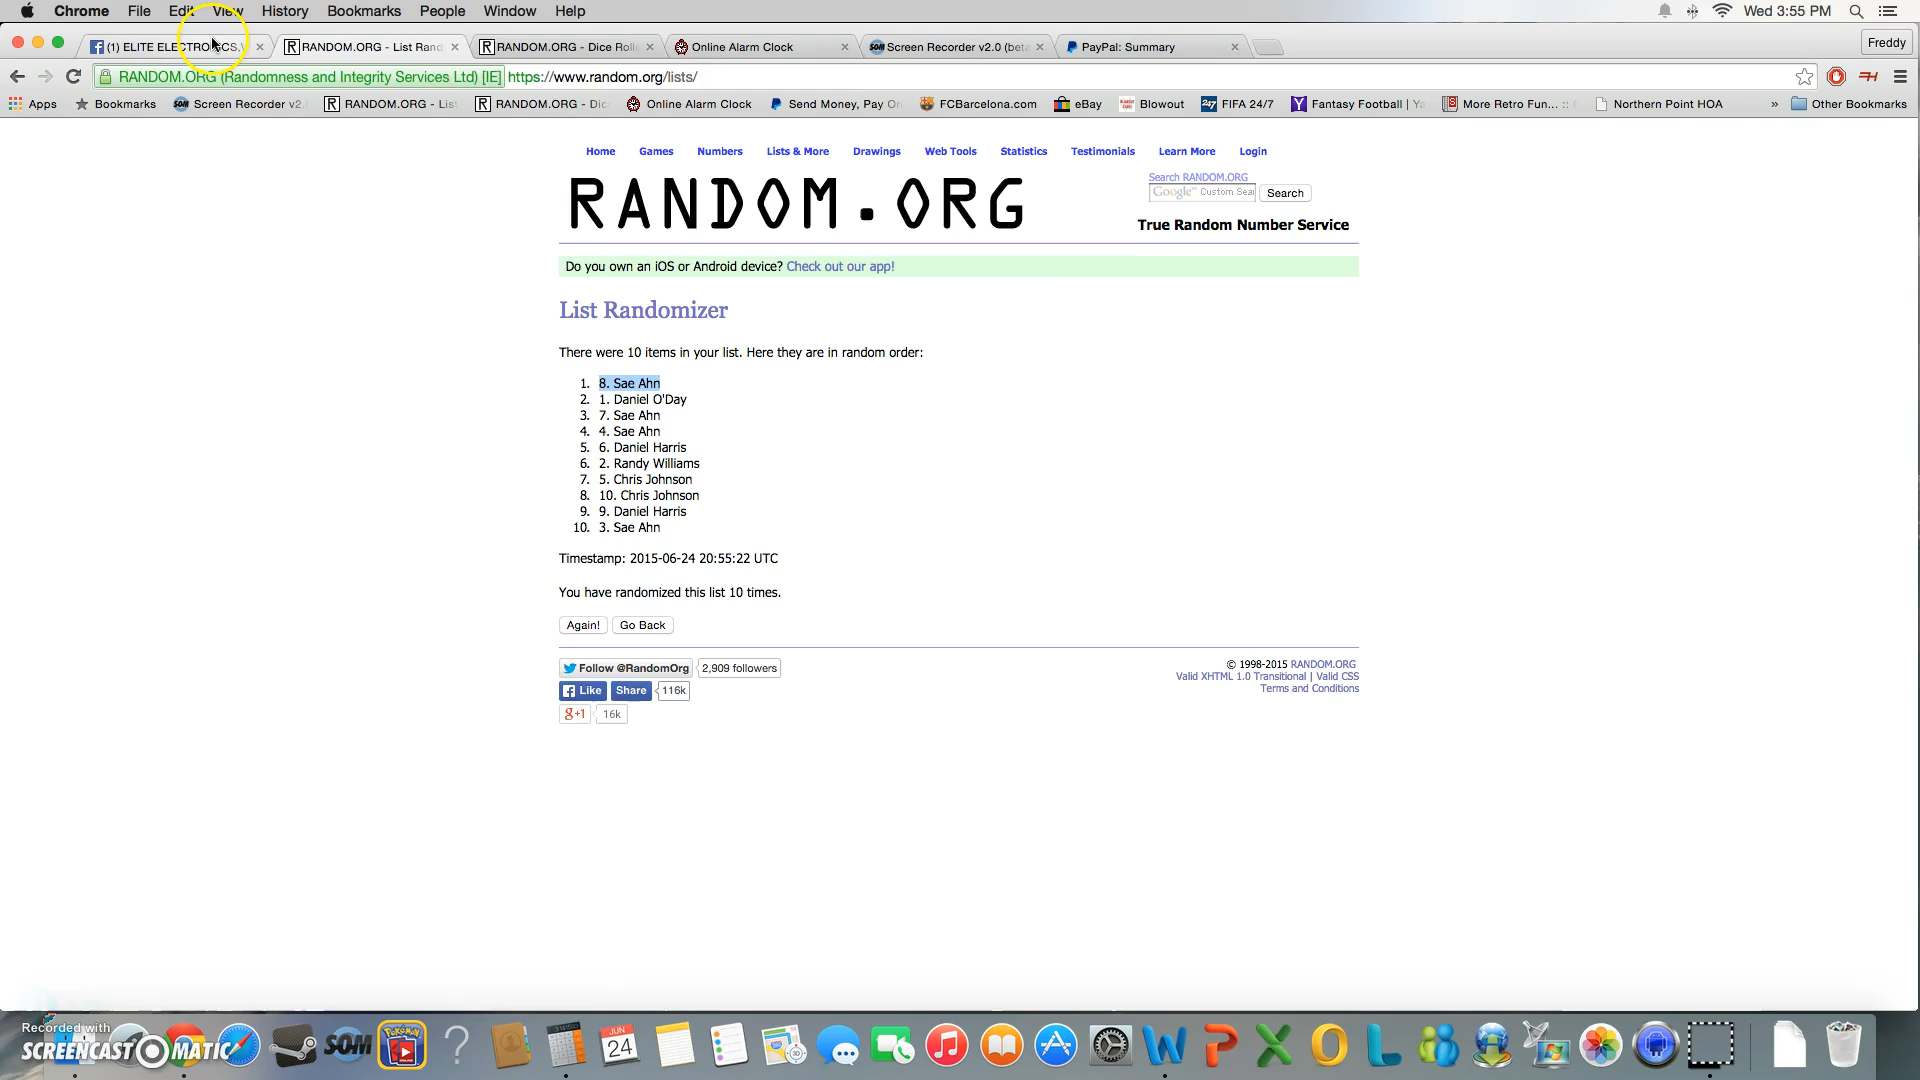 Chrome File Edit View History Bookmarks People Window Help Wed 3:55 PM
(1) ELITE ELECTRONICS. RANDOM.ORG - List Rand RANDOM.ORG - Dice Rolle Online Alarm Clock Screen Recorder v2.0 (beta PayPal: Summary Freddy
RANDOM.ORG (Randomness and Integrity Services Ltd) [IE] https://www.random.org/lists/
Apps Bookmarks Screen Recorder v2. RANDOM.ORG - Lis RANDOM.ORG - Dic Online Alarm Clock Send Money, Pay On FCBarcelona.com eBay Blowout FIFA 24/7 Fantasy Football | Ya More Retro Fun... :: Northern Point HOA » Other Bookmarks
Home Games Numbers Lists & More Drawings Web Tools Statistics Testimonials Learn More Login
RANDOM.ORG
Search RANDOM.ORG
Google™ Custom Sear Search
True Random Number Service
Do you own an iOS or Android device? Check out our app!
List Randomizer
There were 10 items in your list. Here they are in random order:
1. 8. Sae Ahn
2. 1. Daniel O'Day
3. 7. Sae Ahn
4. 4. Sae Ahn
5. 6. Daniel Harris
6. 2. Randy Williams
7. 5. Chris Johnson
8. 10. Chris Johnson
9. 9. Daniel Harris
10. 3. Sae Ahn
Timestamp: 2015-06-24 20:55:22 UTC
You have randomized this list 10 times.
Again! Go Back
Follow @RandomOrg 2,909 followers
Like Share 116k
g+1 16k
© 1998-2015 RANDOM.ORG
Valid XHTML 1.0 Transitional | Valid CSS
Terms and Conditions
Recorded with
SCREENCAST MATIC
SOM
JUN
24